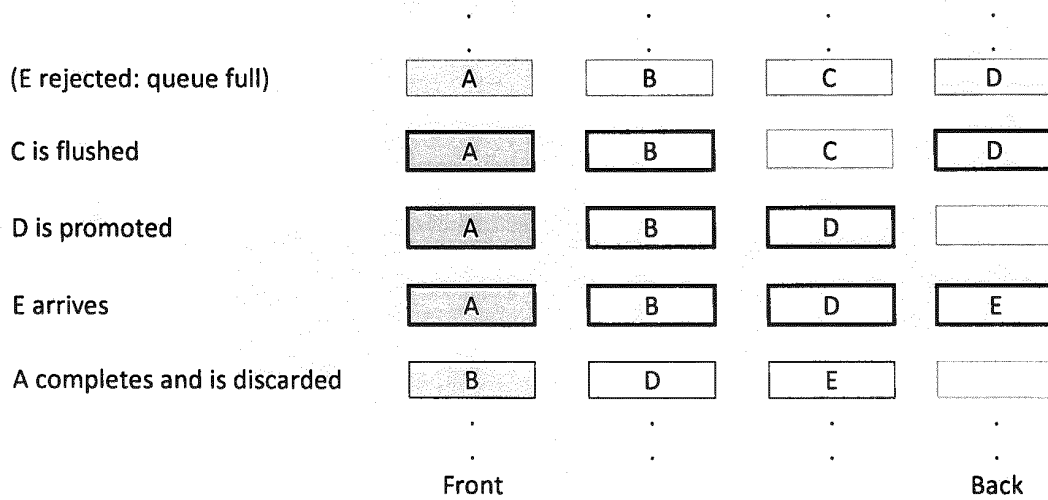 (E rejected: queue full) A B C D
C is flushed A B C D
D is promoted A B D
E arrives A B D E
A completes and is discarded B D E
Front Back